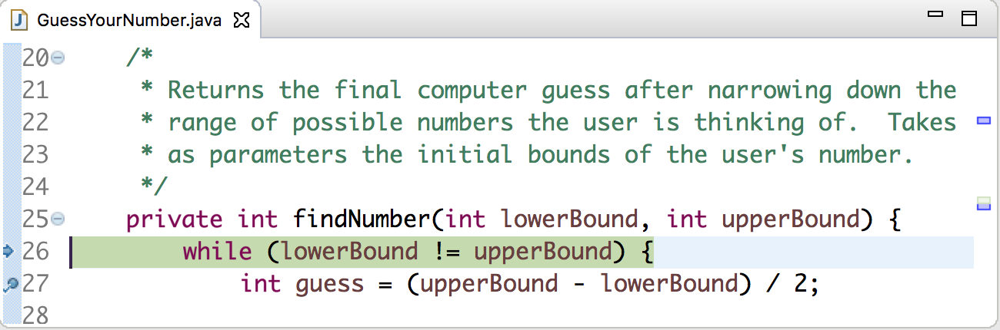 GuessYourNumber.java
20 /*
21 * Returns the final computer guess after narrowing down the
22 * range of possible numbers the user is thinking of.  Takes
23 * as parameters the initial bounds of the user's number.
24 */
25 private int findNumber(int lowerBound, int upperBound) {
26 while (lowerBound != upperBound) {
27 int guess = (upperBound - lowerBound) / 2;
28